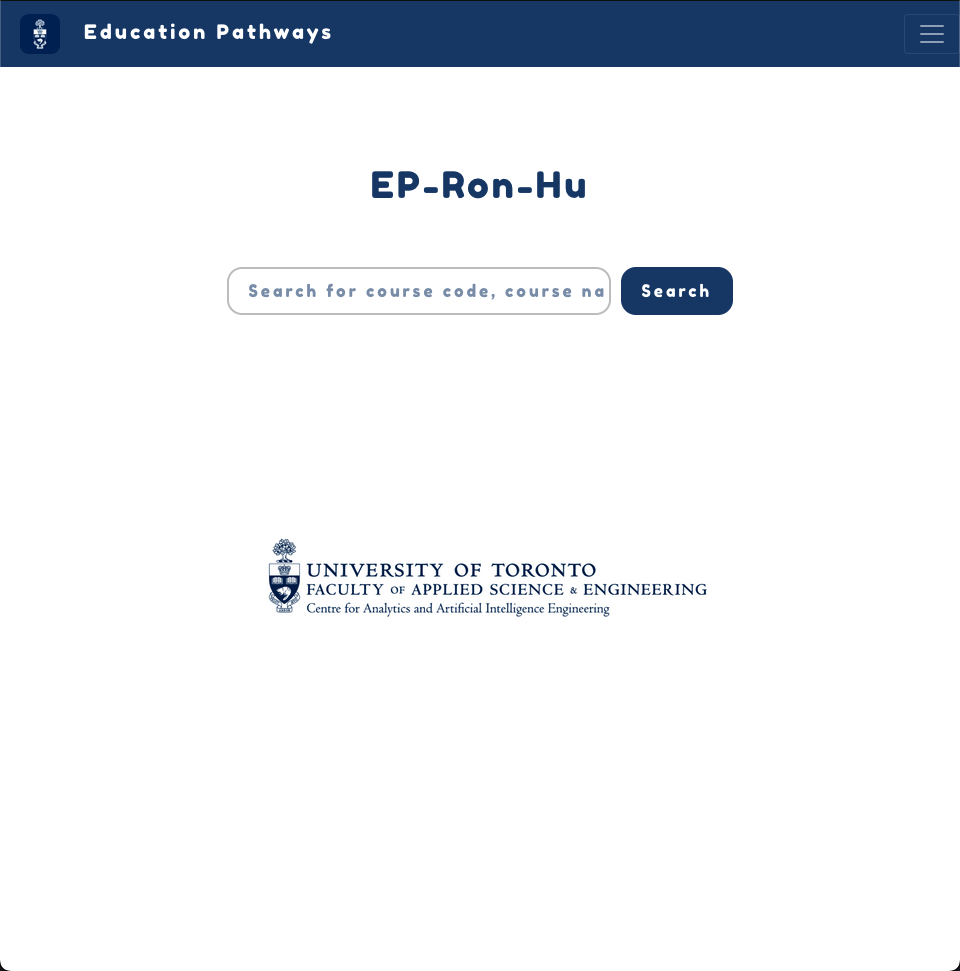 Education Pathways
EP-Ron-Hu
Search for course code, course na
Search
UNIVERSITY OF TORONTO
FACULTY OF APPLIED SCIENCE & ENGINEERING
Centre for Analytics and Artificial Intelligence Engineering